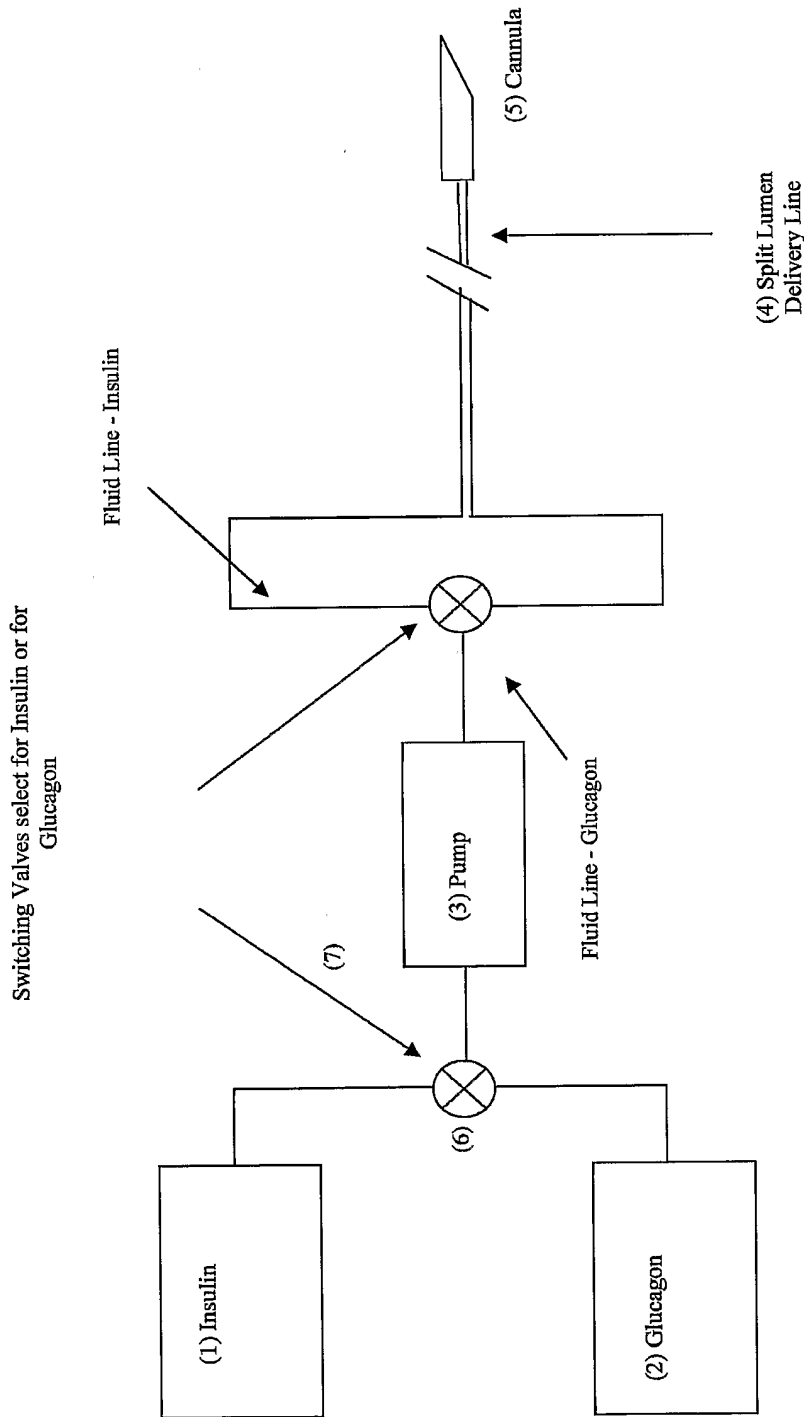 Switching Valves select for Insulin or for
Glucagon
Fluid Line - Insulin
(7)
(1) Insulin
(6)
(3) Pump
(5) Cannula
(2) Glucagon
Fluid Line - Glucagon
(4) Split Lumen
Delivery Line